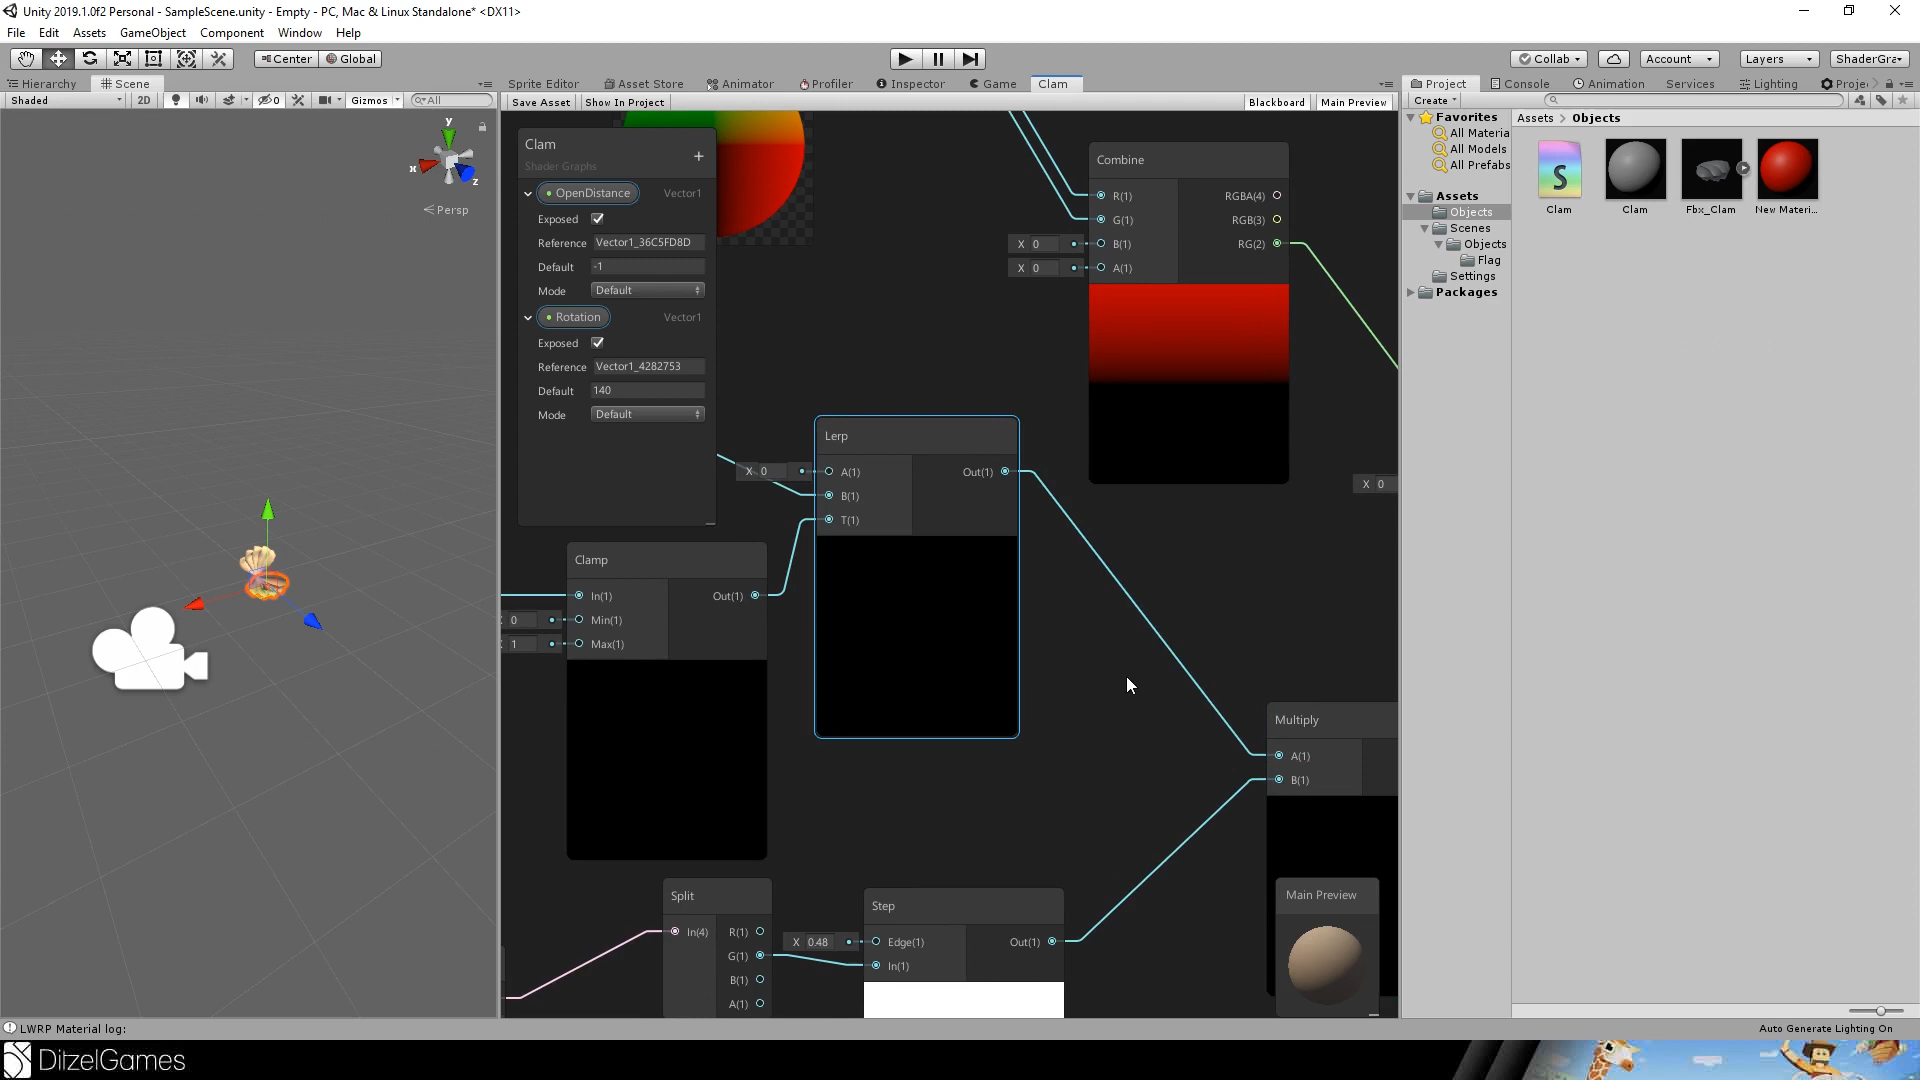 Unity 2019.1.0f2 Personal - SampleScene.unity - Empty - PC, Mac & Linux Standalone* <DX11>
File Edit Assets GameObject Component Window Help
Center Global
Collab Account Layers ShaderGra
Hierarchy Scene
Sprite Editor Asset Store Animator Profiler Inspector Game Clam
Project Console Animation Services Lighting Proje
Shaded 2D 0 Gizmos All
Save Asset Show In Project Blackboard Main Preview
Create
Assets > Objects
y
x
z
Persp
Favorites
All Materia
All Models
All Prefabs
Assets
Objects
Scenes
Objects
Flag
Settings
Packages
S
Clam
Clam
Fbx_Clam
New Materi...
Clam
Shader Graphs
+
OpenDistance Vector1
Exposed
Reference Vector1_36C5FD8D
Default -1
Mode Default
Rotation Vector1
Exposed
Reference Vector1_4282753
Default 140
Mode Default
Combine
R(1) RGBA(4)
G(1) RGB(3)
X 0 B(1) RG(2)
X 0 A(1)
X 0
Lerp
X 0 A(1) Out(1)
B(1)
T(1)
Clamp
In(1) Out(1)
0 Min(1)
1 Max(1)
Multiply
A(1)
B(1)
Split
In(4) R(1)
G(1)
B(1)
A(1)
Step
X 0.48 Edge(1) Out(1)
In(1)
Main Preview
LWRP Material log:
Auto Generate Lighting On
DitzelGames